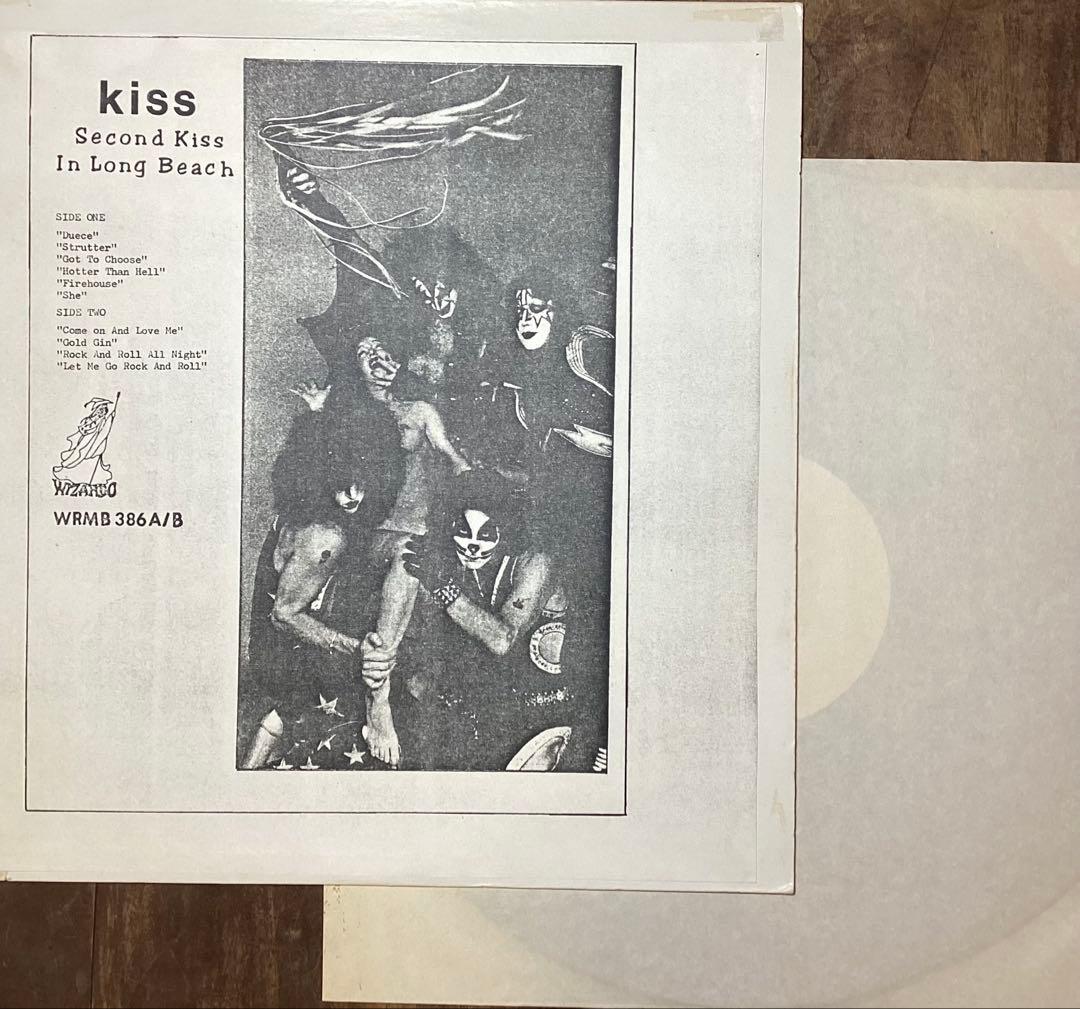 kiss
Second Kiss
In Long Beach
SIDE ONE
"Duece"
"Strutter"
"Got To Choose"
"Hotter Than Hell"
"Firehouse"
"She"
SIDE TWO
"Come on And Love Me"
"Gold Gin"
"Rock And Roll All Night"
"Let Me Go Rock And Roll"
WIZARDO
WRMB 386A/B